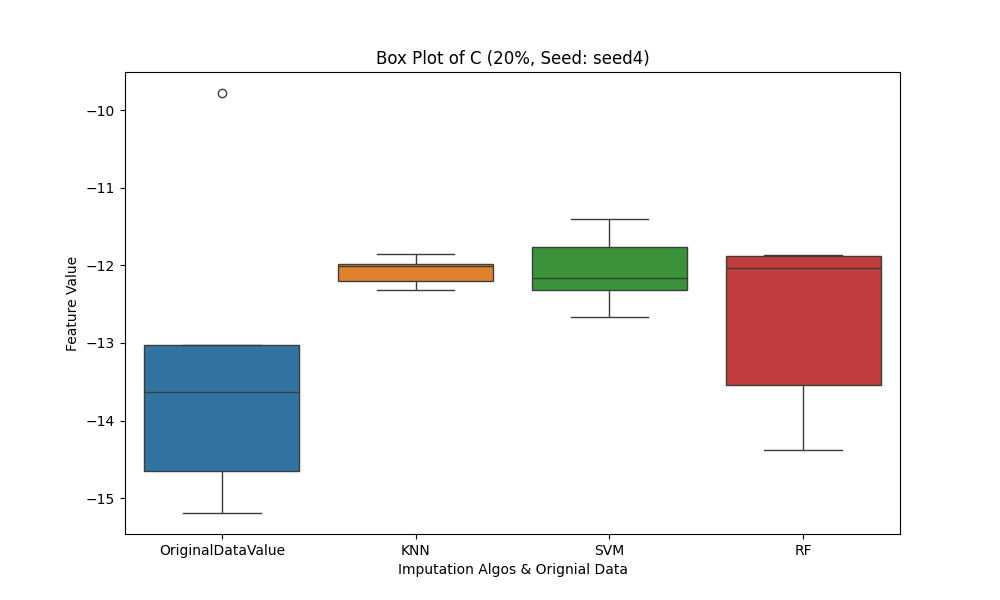 Box Plot of C (20%, Seed: seed4)
Feature Value
−10
−11
−12
−13
−14
−15
OriginalDataValue
KNN
SVM
RF
Imputation Algos & Orignial Data